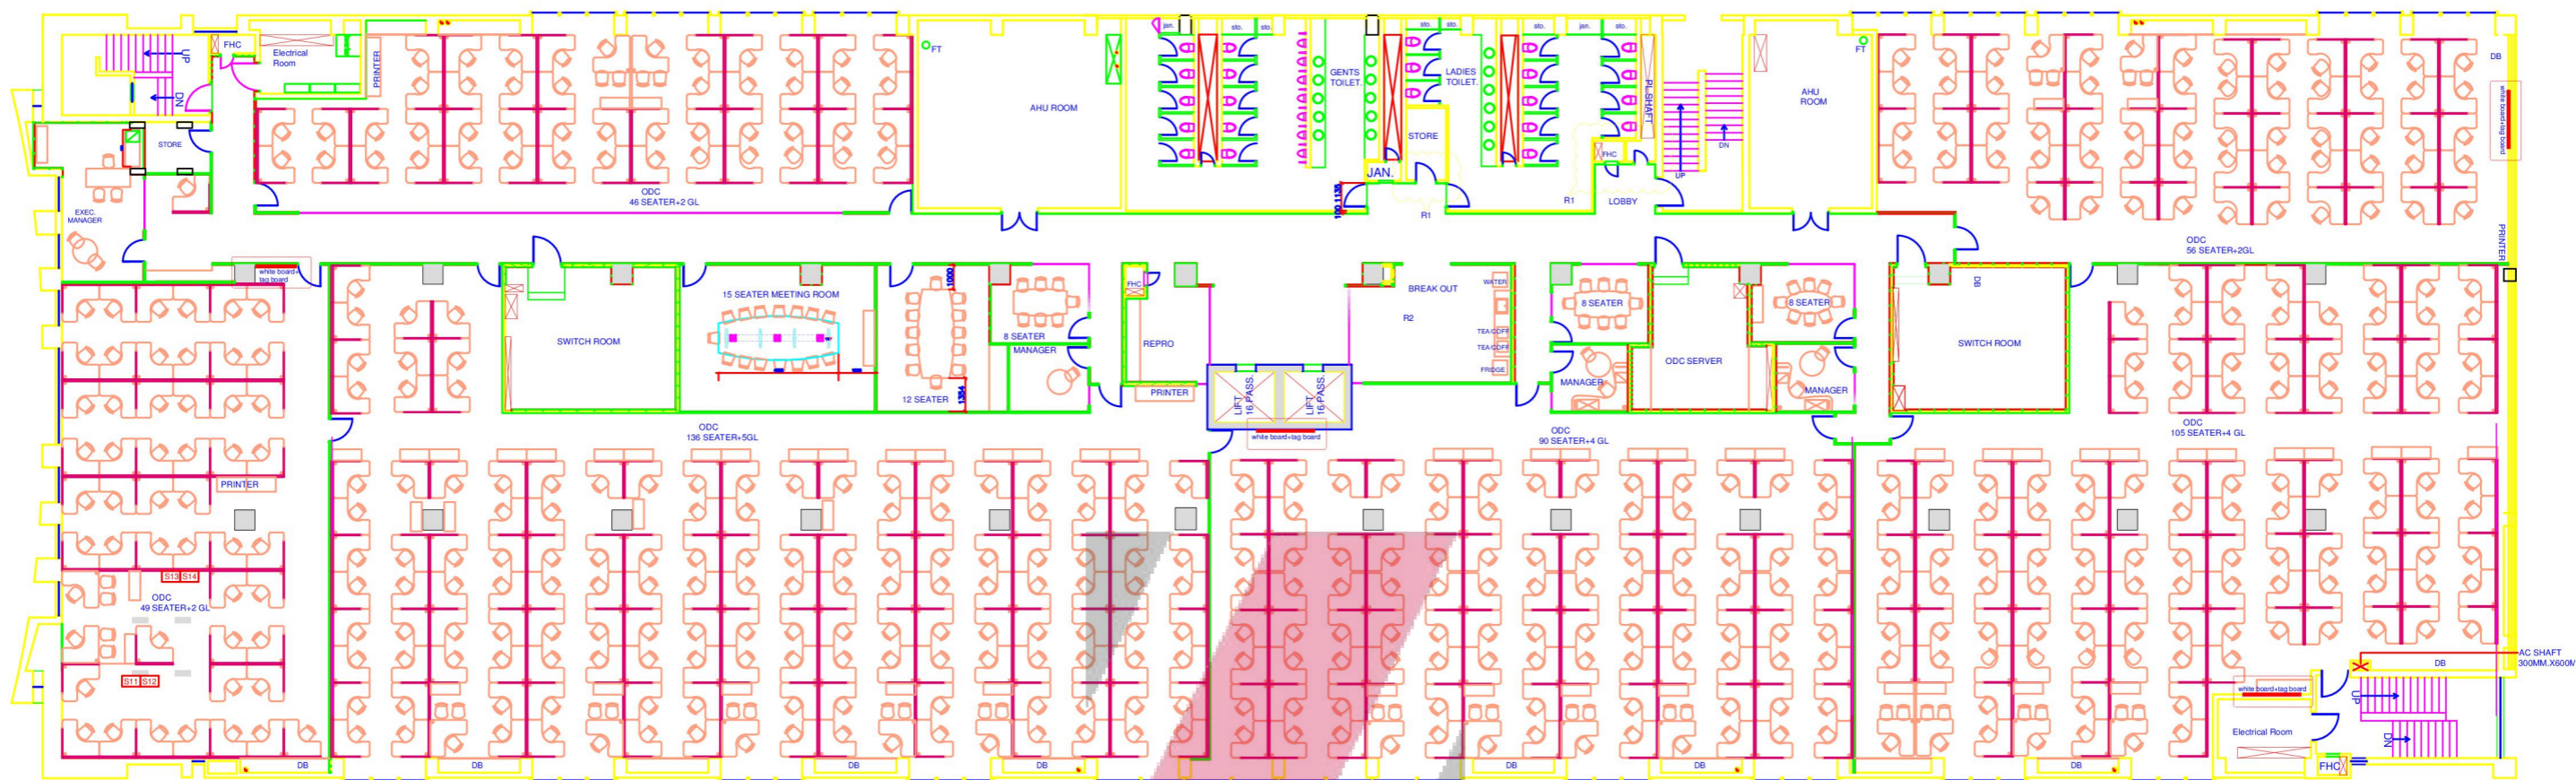 UP
FHC
Electrical
Room
PRINTER
FT
jan.
sto.
sto.
sto.
sto.
sto.
jan.
sto.
FT
DB
DN
AHU ROOM
GENTS
TOILET.
LADIES
TOILET.
PL.SHAFT
AHU
ROOM
white board+tag board
STORE
STORE
DN
FHC
JAN.
UP
EXEC.
MANAGER
ODC
46 SEATER+2 GL
R1
R1
LOBBY
PRINTER
ODC
56 SEATER+2GL
white board+
tag board
1000
15 SEATER MEETING ROOM
FHC
BREAK OUT
WATER
8 SEATER
8 SEATER
DB
R2
SWITCH ROOM
8 SEATER
MANAGER
REPRO
TEA/COFF
TEA/COFF
FRIDGE
ODC SERVER
SWITCH ROOM
12 SEATER
1384
PRINTER
LIFT
16 PASS.
LIFT
16 PASS.
MANAGER
MANAGER
ODC
136 SEATER+5GL
white board+tag board
ODC
90 SEATER+4 GL
ODC
105 SEATER+4 GL
PRINTER
S13 S14
ODC
49 SEATER+2 GL
S11 S12
AC SHAFT
300MM.X600M
DB
white board+tag board
UP
Electrical Room
DN
FHC
DB
DB
DB
DB
DB
DB
DB